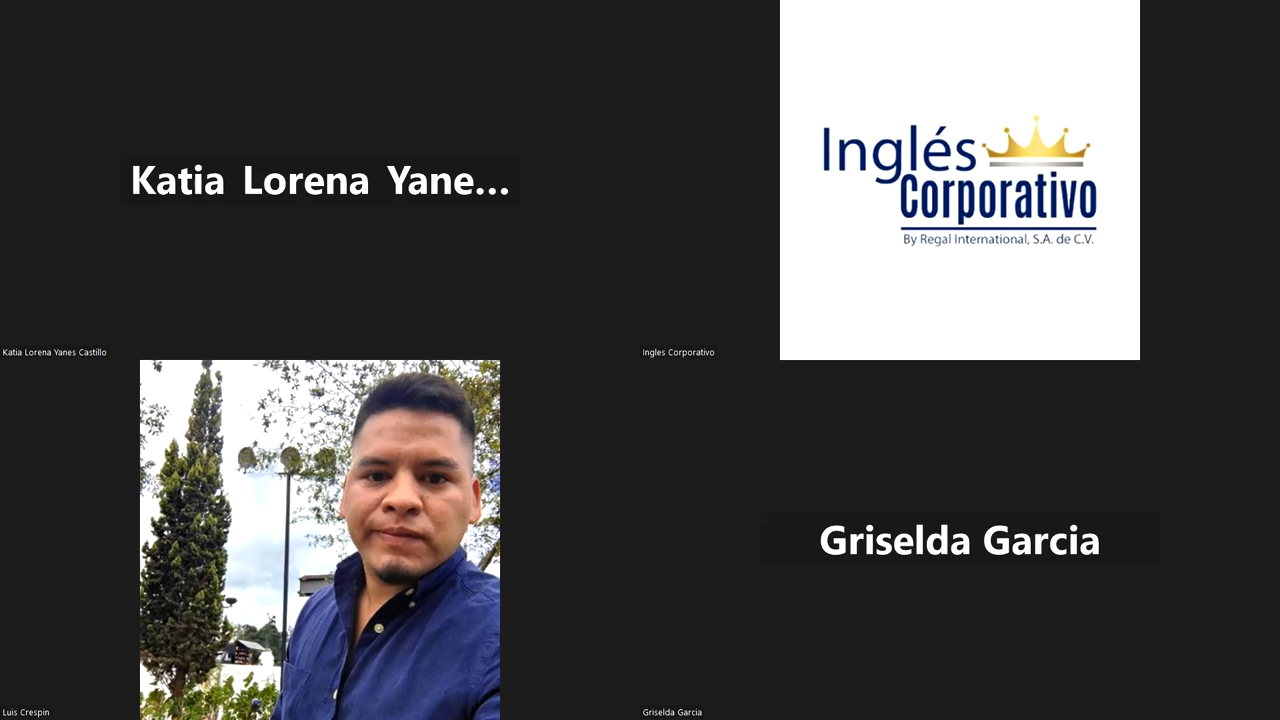 Katia Lorena Yane...
Inglés
Corporativo
By Regal International, S.A. de C.V.
Katia Lorena Yanes Castillo
Ingles Corporativo
Griselda Garcia
Luis Crespin
Griselda Garcia